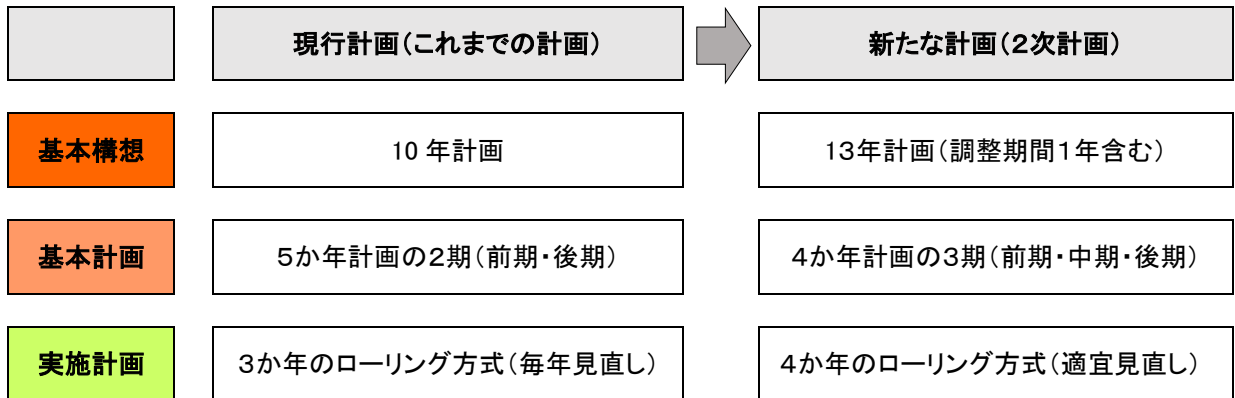 現行計画(これまでの計画)
新たな計画(２次計画)
基本構想
10 年計画
１３年計画(調整期間１年含む)
基本計画
５か年計画の２期(前期・後期)
４か年計画の３期(前期・中期・後期)
実施計画
３か年のローリング方式(毎年見直し)
４か年のローリング方式(適宜見直し)